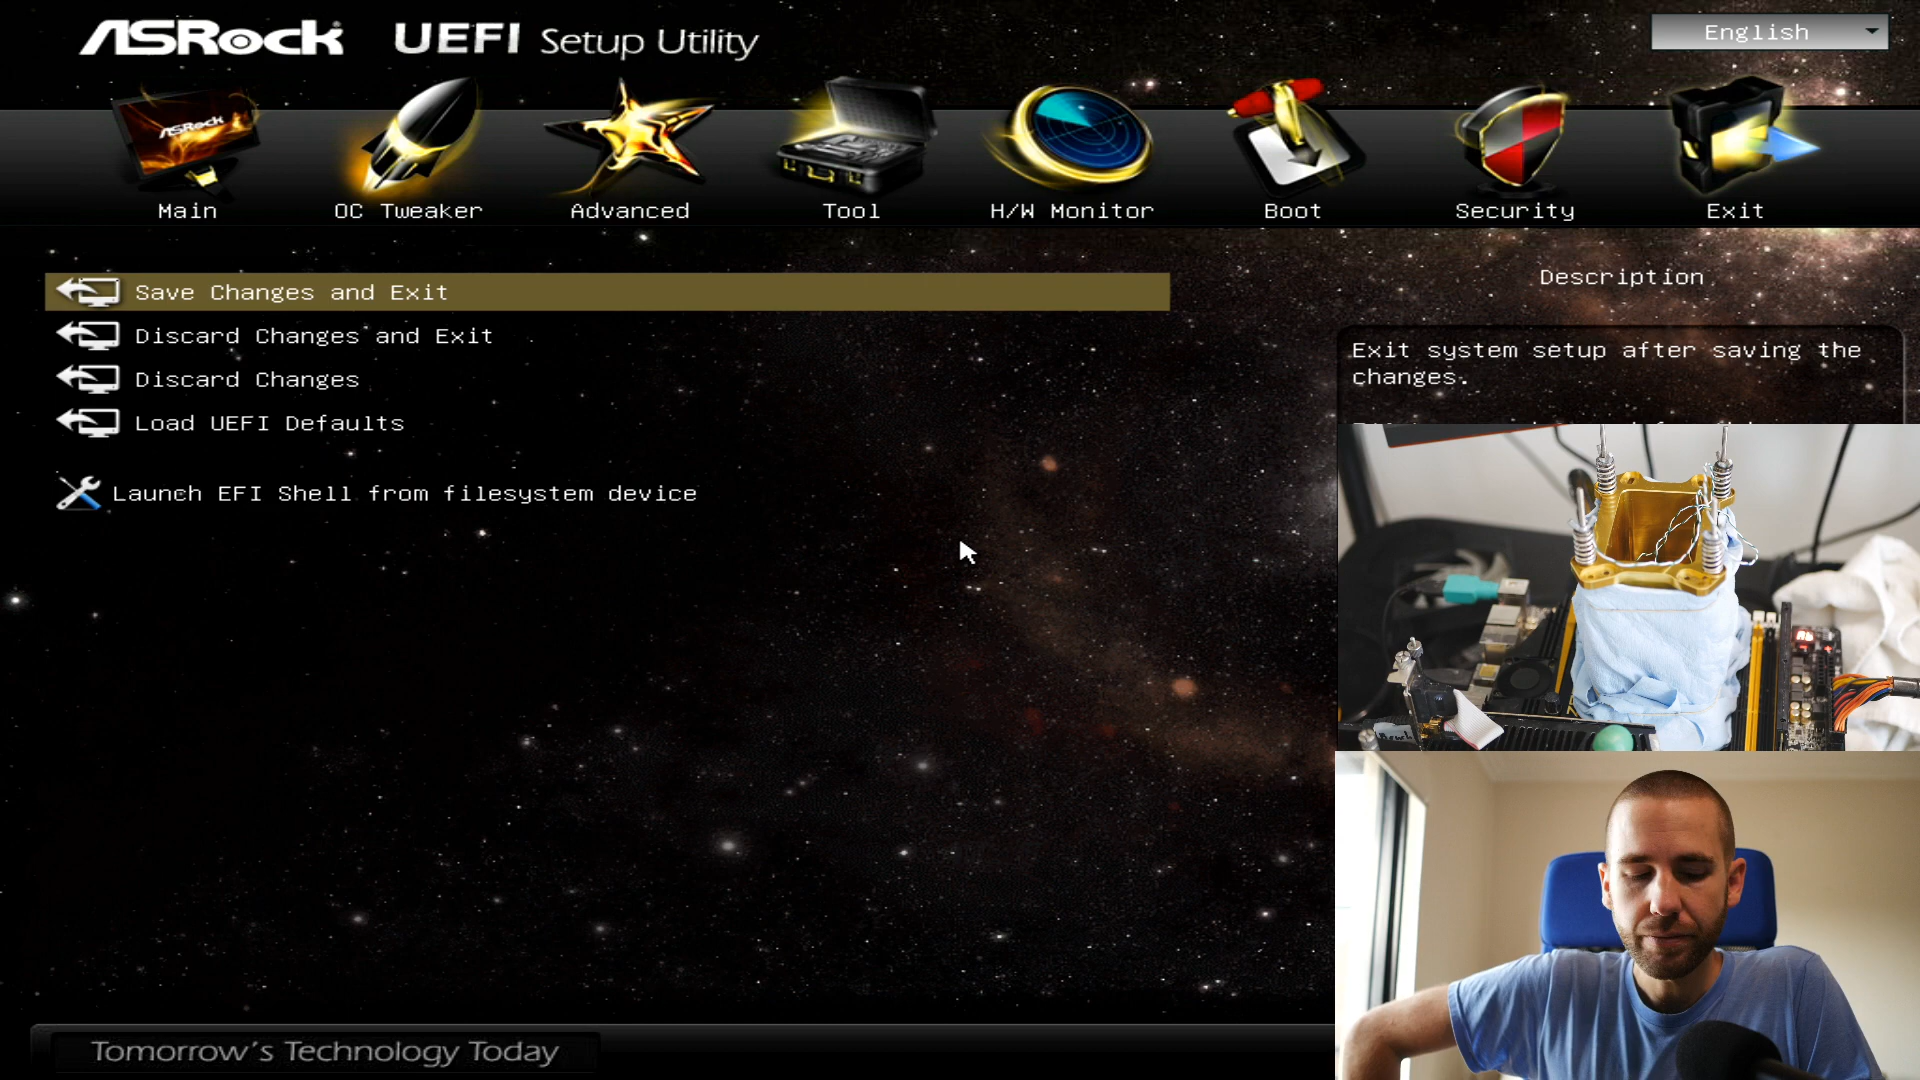 ASRock UEFI Setup Utility
English
ASRock
Main
OC Tweaker
Advanced
Tool
H/W Monitor
Boot
Security
Exit
Save Changes and Exit
Discard Changes and Exit
Discard Changes
Load UEFI Defaults
Launch EFI Shell from filesystem device
Description
Exit system setup after saving the
changes.
Tomorrow's Technology Today